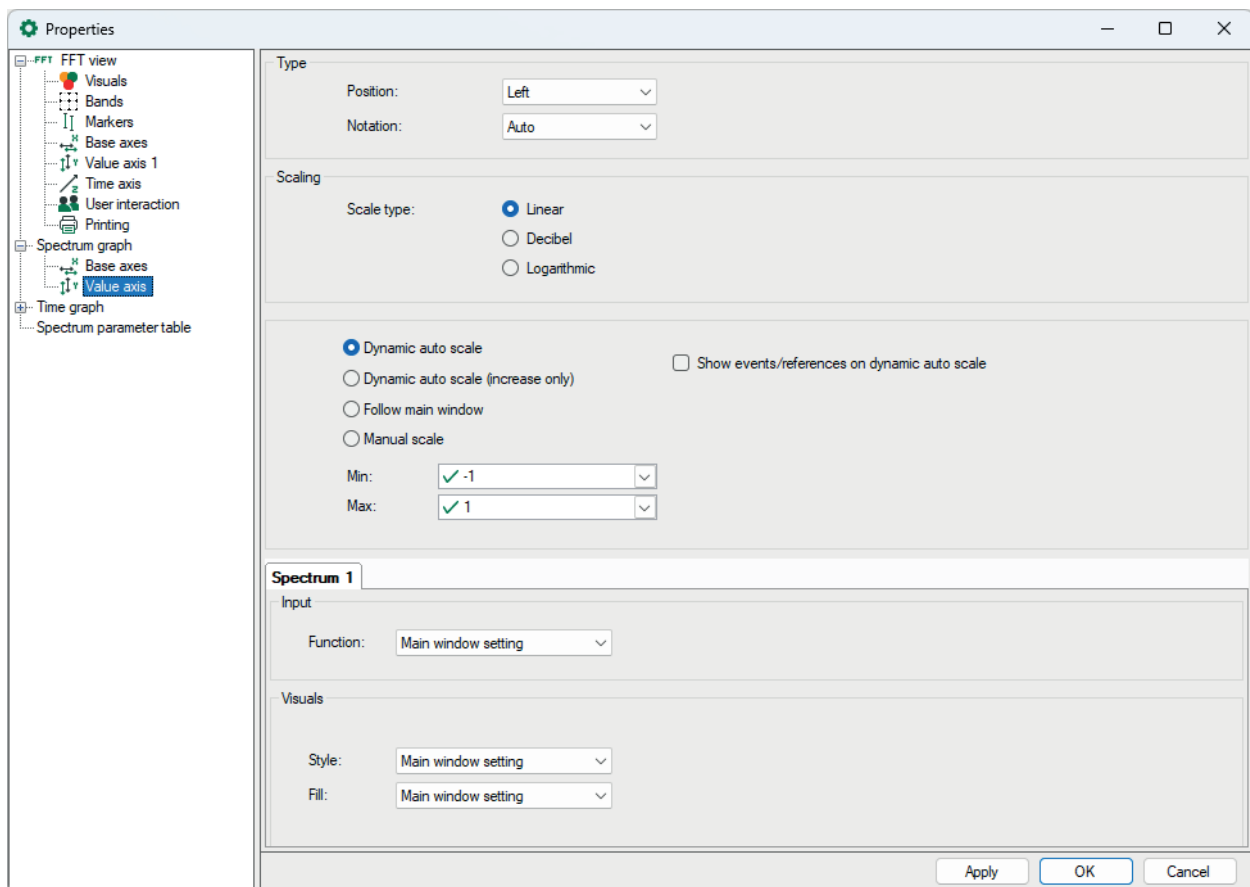 Properties
FFT FFT view
Visuals
Bands
Markers
X Base axes
Y Value axis 1
Z Time axis
User interaction
Printing
Spectrum graph
X Base axes
Y Value axis
Time graph
Spectrum parameter table
Type
Position: Left
Notation: Auto
Scaling
Scale type: Linear
Decibel
Logarithmic
Dynamic auto scale
Show events/references on dynamic auto scale
Dynamic auto scale (increase only)
Follow main window
Manual scale
Min: -1
Max: 1
Spectrum 1
Input
Function: Main window setting
Visuals
Style: Main window setting
Fill: Main window setting
Apply OK Cancel